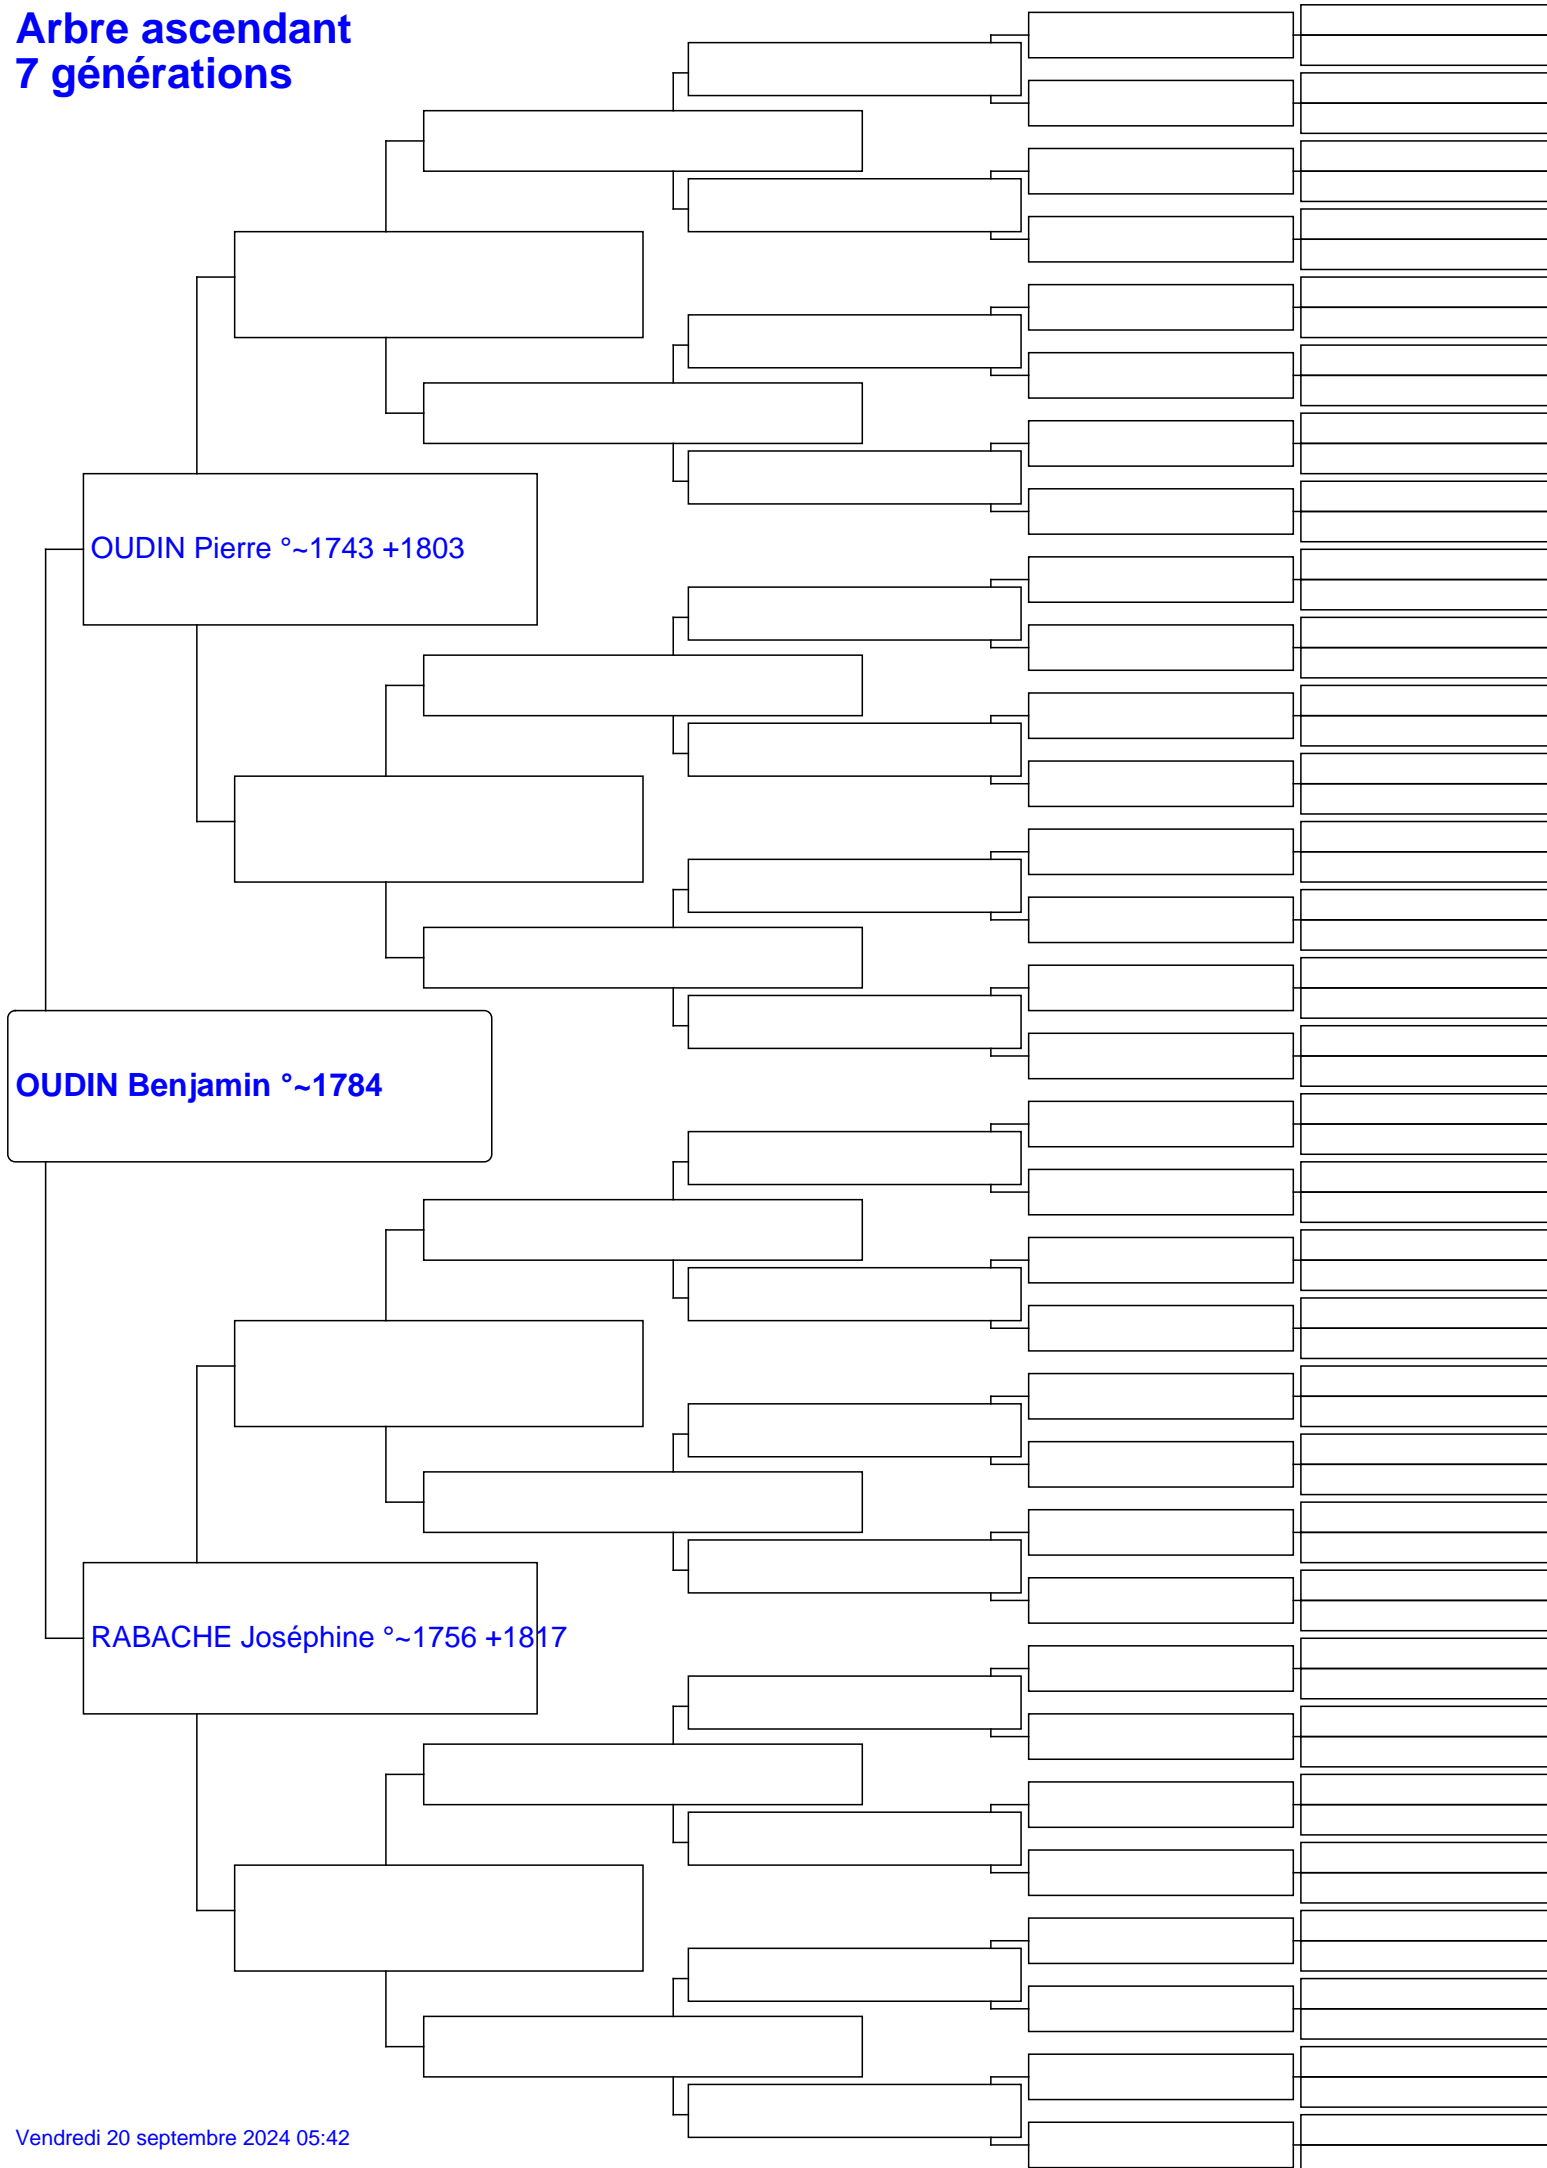 Arbre ascendant
7 générations
OUDIN Pierre °~1743 +1803
OUDIN Benjamin °~1784
RABACHE Joséphine °~1756 +1817
Vendredi 20 septembre 2024 05:42